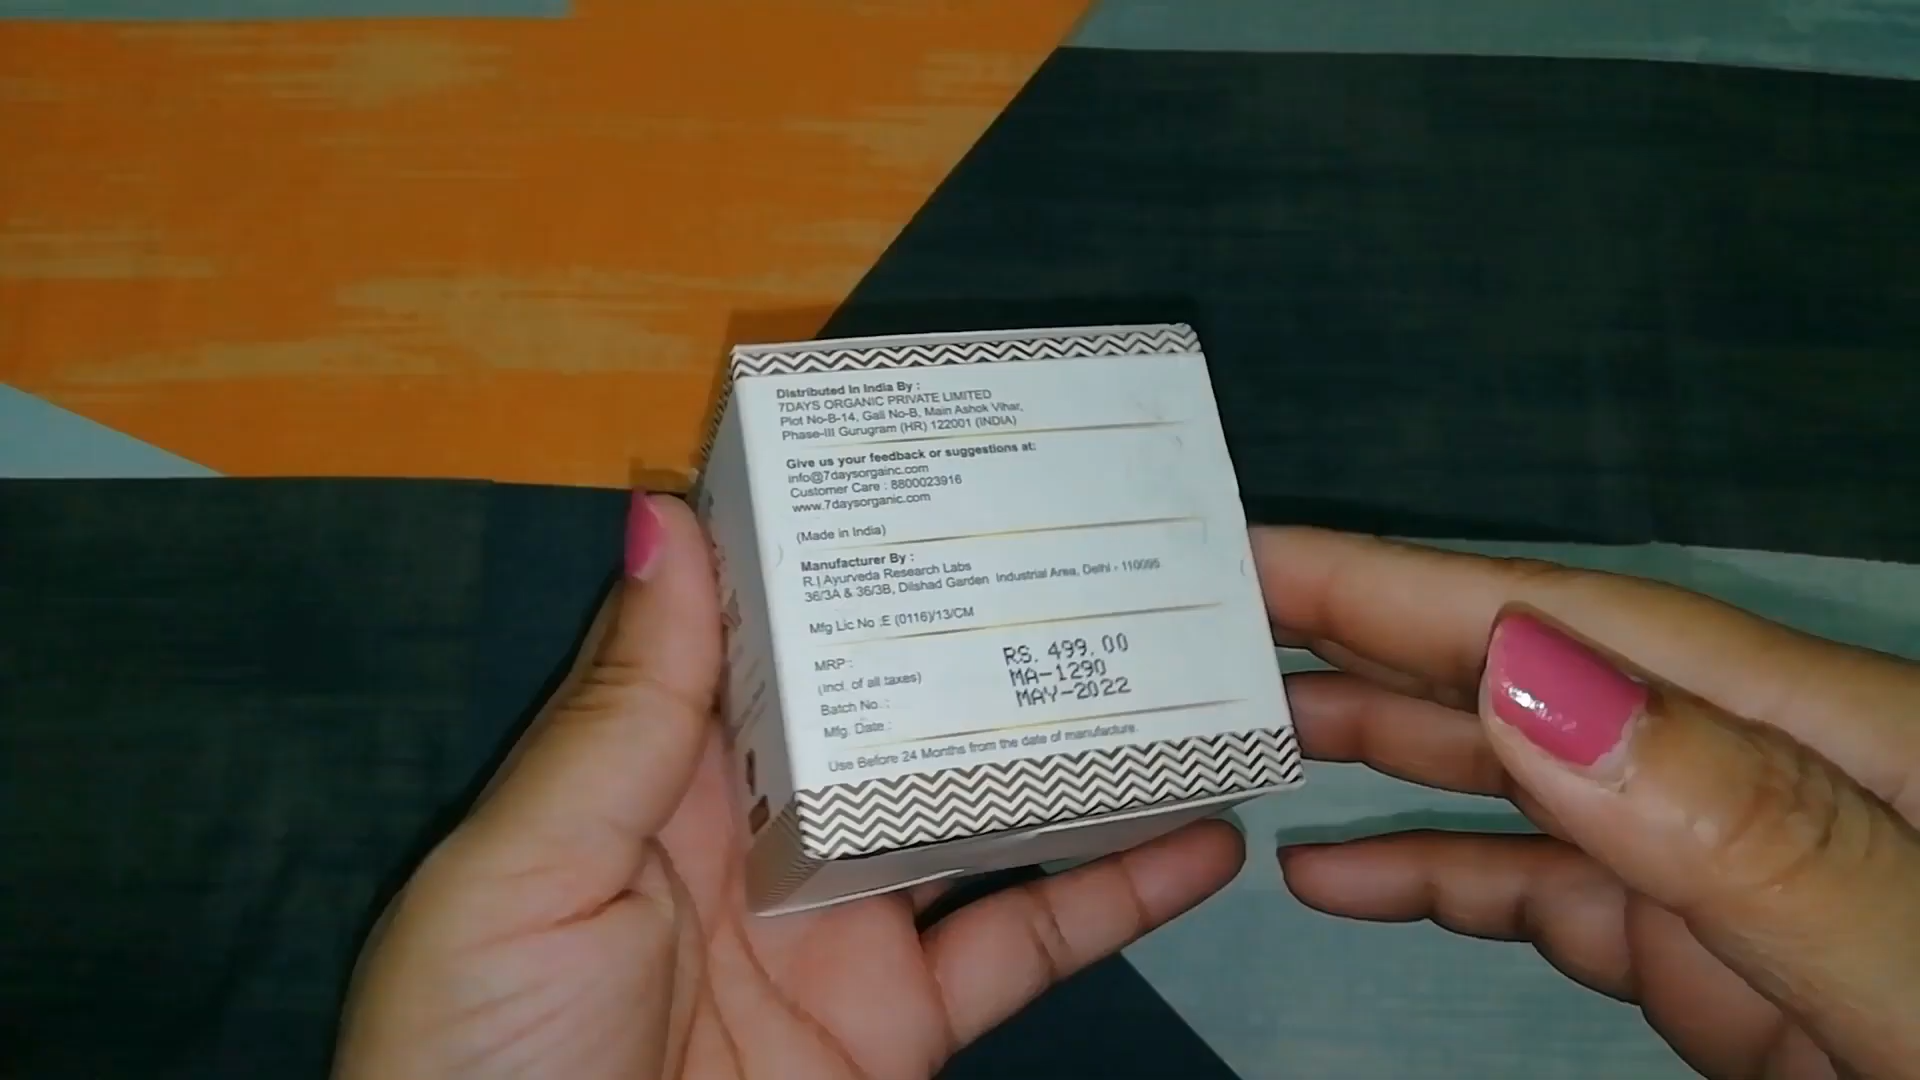 Distributed In India By :
7DAYS ORGANIC PRIVATE LIMITED
Plot No-B-14, Gali No-B, Main Ashok Vihar,
Phase-III Gurugram (HR) 122001 (INDIA)
Give us your feedback or suggestions at:
info@7daysorgainc.com
Customer Care : 8800023916
www.7daysorganic.com
(Made in India)
Manufacturer By :
R.I Ayurveda Research Labs
36/3A & 36/3B, Dilshad Garden Industrial Area, Delhi - 110095
Mfg Lic No :E (0116)/13/CM
MRP : RS. 499.00
(incl. of all taxes)
Batch No. : MA-1290
Mfg. Date : MAY-2022
Use Before 24 Months from the date of manufacture.